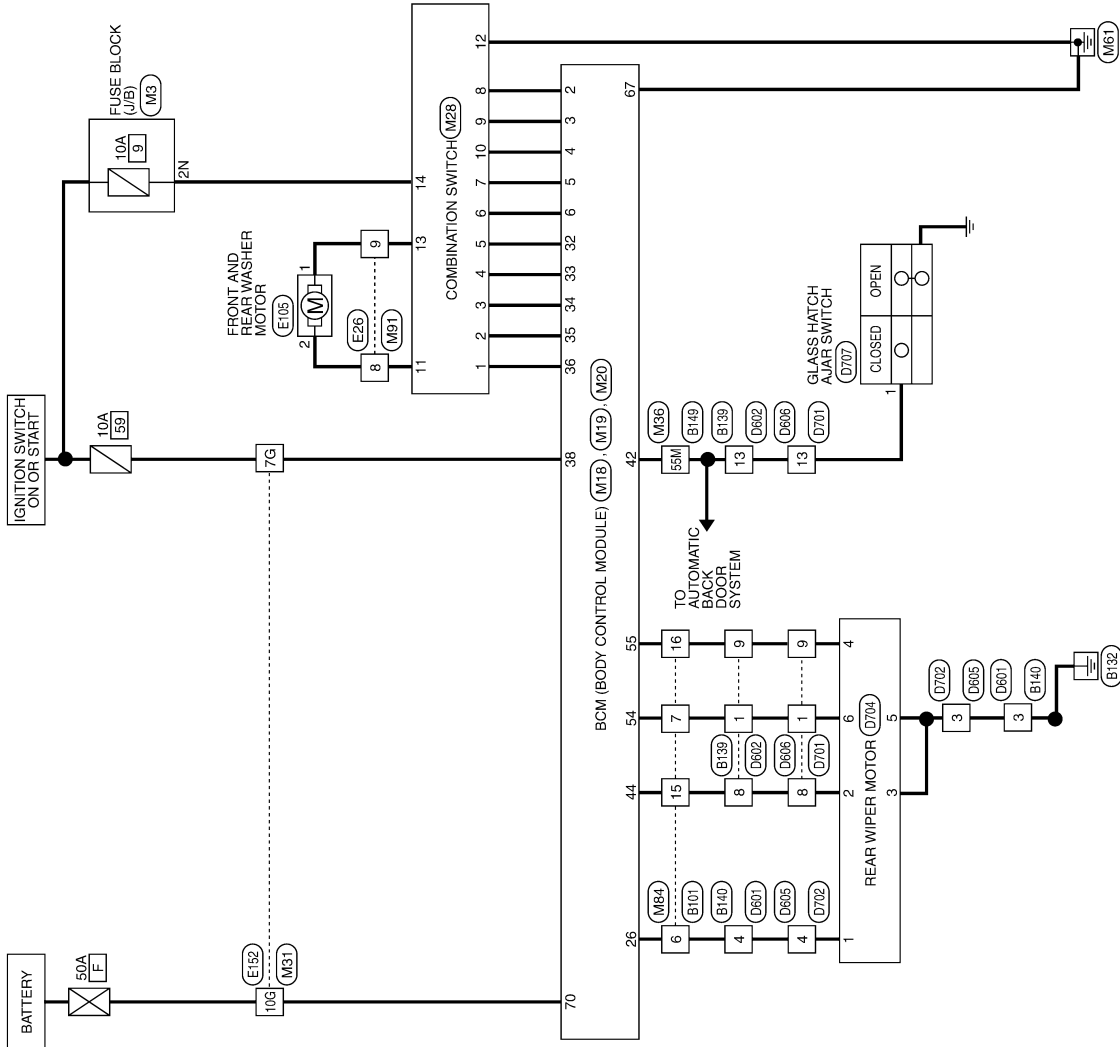 BATTERY
50A
F
IGNITION SWITCH
ON OR START
10A
59
FUSE BLOCK
(J/B)
M3
10A
9
2N
FRONT AND
REAR WASHER
MOTOR
E105
1
M
2
E26
M91
8
9
E152
M31
10G
7G
11
13
14
12
COMBINATION SWITCH
M28
1
2
3
4
5
6
7
10
9
8
70
38
36
35
34
33
32
6
5
4
3
2
67
BCM (BODY CONTROL MODULE)
M18
,
M19
,
M20
26
44
54
55
42
M61
M84
B101
B140
D601
D605
D702
6
4
4
15
8
8
7
1
1
16
9
9
B139
D602
D606
D701
TO
AUTOMATIC
BACK
DOOR
SYSTEM
M36
B149
B139
D602
D606
D701
55M
13
13
GLASS HATCH
AJAR SWITCH
D707
1
CLOSED
OPEN
1
2
6
4
REAR WIPER MOTOR
D704
3
5
D702
D605
D601
B140
3
3
B132